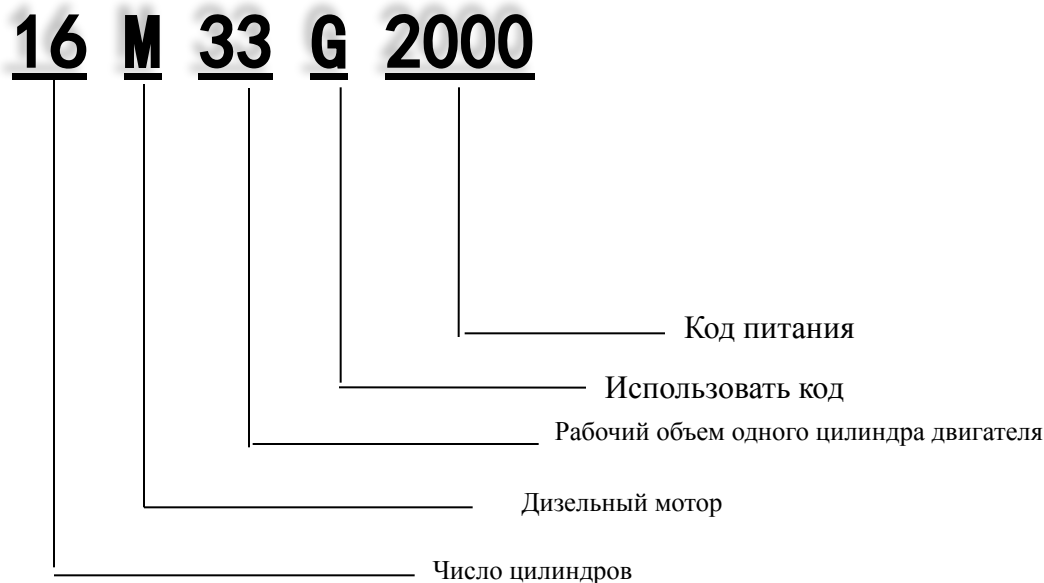 16 M 33 G 2000
Код питания
Использовать код
Рабочий объем одного цилиндра двигателя
Дизельный мотор
Число цилиндров